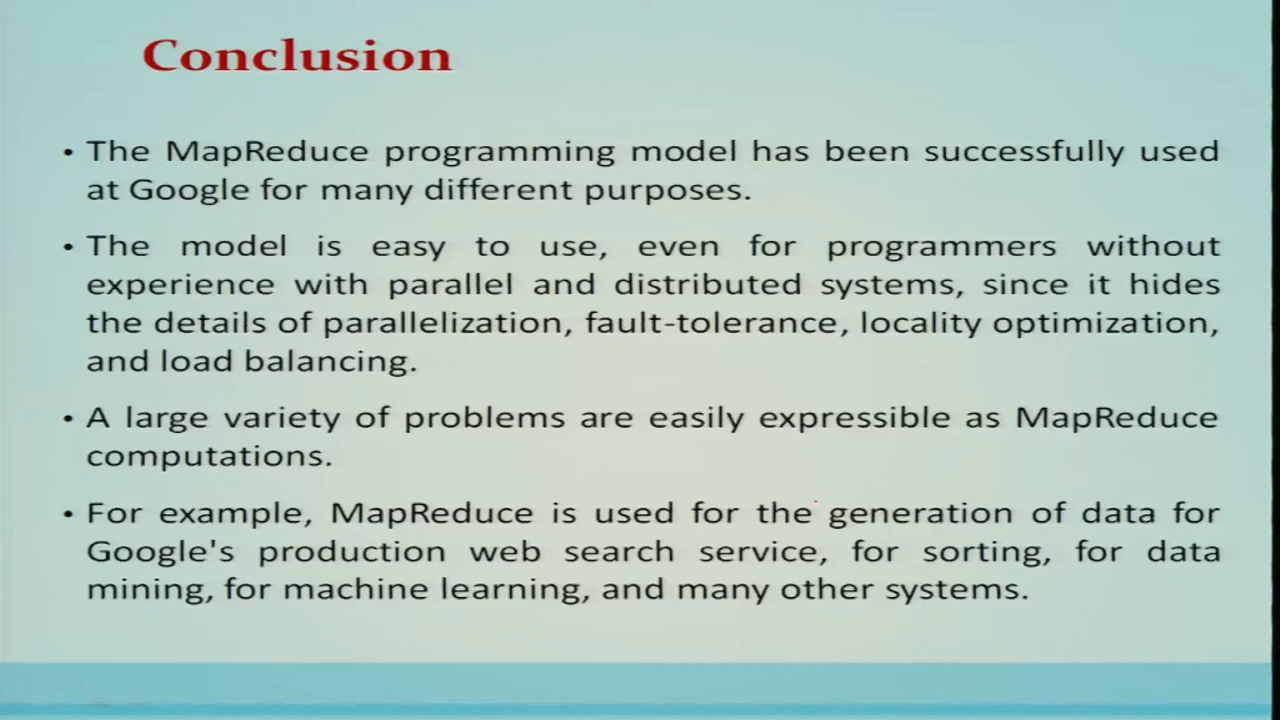 Conclusion
• The MapReduce programming model has been successfully used
at Google for many different purposes.
• The model is easy to use, even for programmers without
experience with parallel and distributed systems, since it hides
the details of parallelization, fault-tolerance, locality optimization,
and load balancing.
• A large variety of problems are easily expressible as MapReduce
computations.
• For example, MapReduce is used for the generation of data for
Google's production web search service, for sorting, for data
mining, for machine learning, and many other systems.